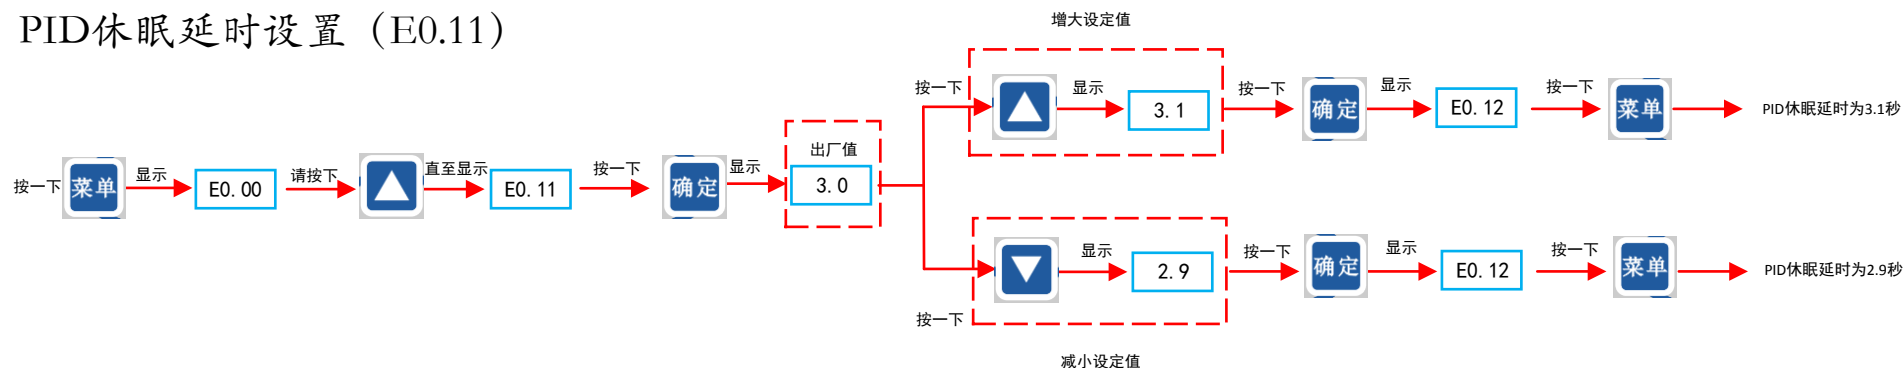 PID休眠延时设置（E0.11）
按一下
菜单
显示
E0.00
请按下
直至显示
E0.11
按一下
确定
显示
出厂值
3.0
增大设定值
按一下
显示
3.1
按一下
确定
显示
E0.12
按一下
菜单
PID休眠延时为3.1秒
按一下
显示
2.9
减小设定值
按一下
确定
显示
E0.12
按一下
菜单
PID休眠延时为2.9秒